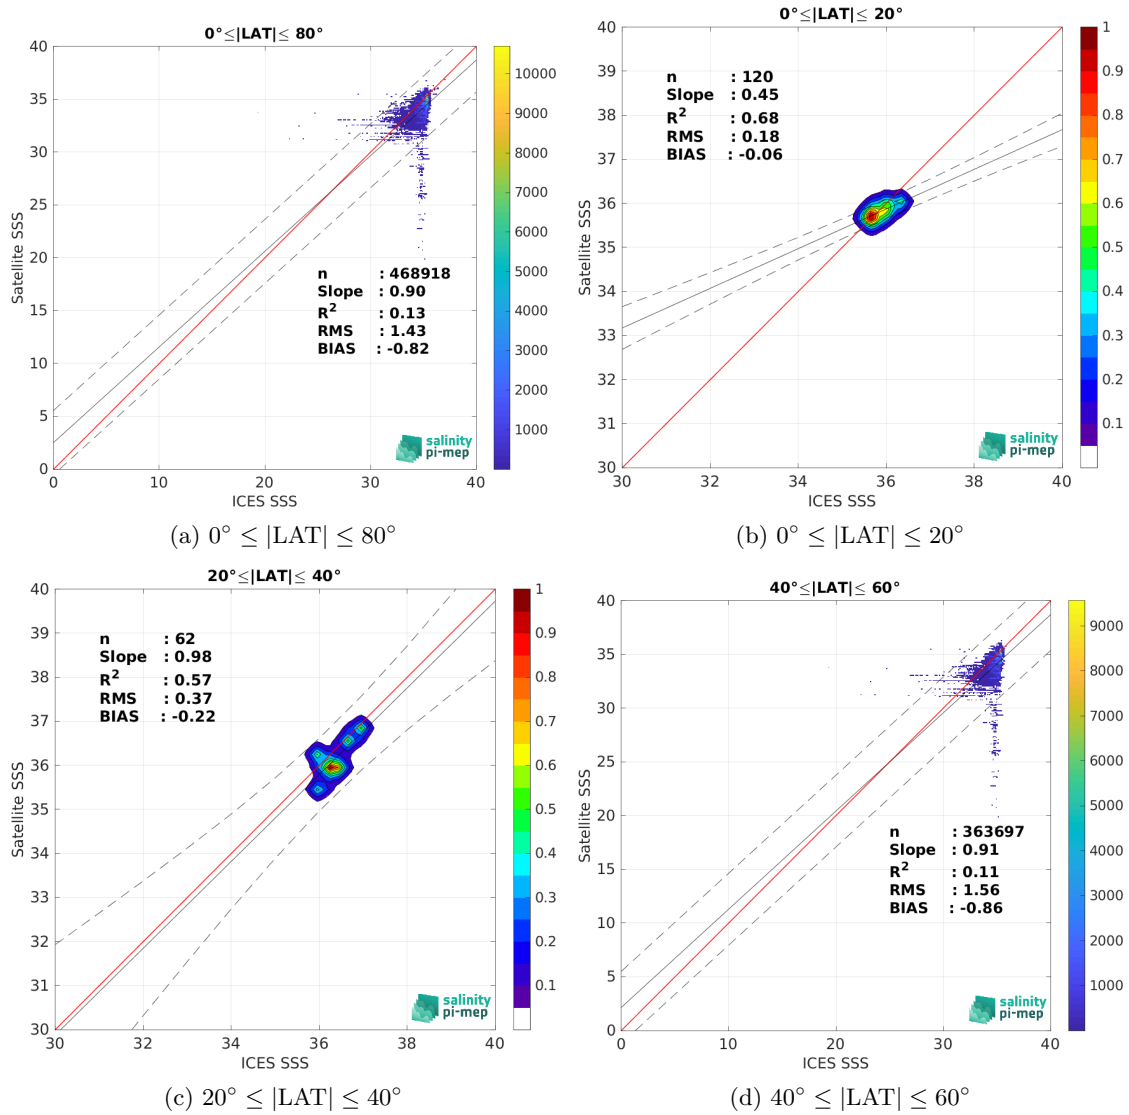 0°≤|LAT|≤ 80°
40
35
30
25
20
15
10
5
0
0
10
20
30
40
Satellite SSS
ICES SSS
n : 468918
Slope : 0.90
R² : 0.13
RMS : 1.43
BIAS : -0.82
salinity
pi-mep
10000
9000
8000
7000
6000
5000
4000
3000
2000
1000
(a) 0° ≤ |LAT| ≤ 80°
0°≤|LAT|≤ 20°
40
39
38
37
36
35
34
33
32
31
30
30
32
34
36
38
40
Satellite SSS
ICES SSS
n : 120
Slope : 0.45
R² : 0.68
RMS : 0.18
BIAS : -0.06
salinity
pi-mep
1
0.9
0.8
0.7
0.6
0.5
0.4
0.3
0.2
0.1
(b) 0° ≤ |LAT| ≤ 20°
20°≤|LAT|≤ 40°
40
39
38
37
36
35
34
33
32
31
30
30
32
34
36
38
40
Satellite SSS
ICES SSS
n : 62
Slope : 0.98
R² : 0.57
RMS : 0.37
BIAS : -0.22
salinity
pi-mep
1
0.9
0.8
0.7
0.6
0.5
0.4
0.3
0.2
0.1
(c) 20° ≤ |LAT| ≤ 40°
40°≤|LAT|≤ 60°
40
35
30
25
20
15
10
5
0
0
10
20
30
40
Satellite SSS
ICES SSS
n : 363697
Slope : 0.91
R² : 0.11
RMS : 1.56
BIAS : -0.86
salinity
pi-mep
9000
8000
7000
6000
5000
4000
3000
2000
1000
(d) 40° ≤ |LAT| ≤ 60°